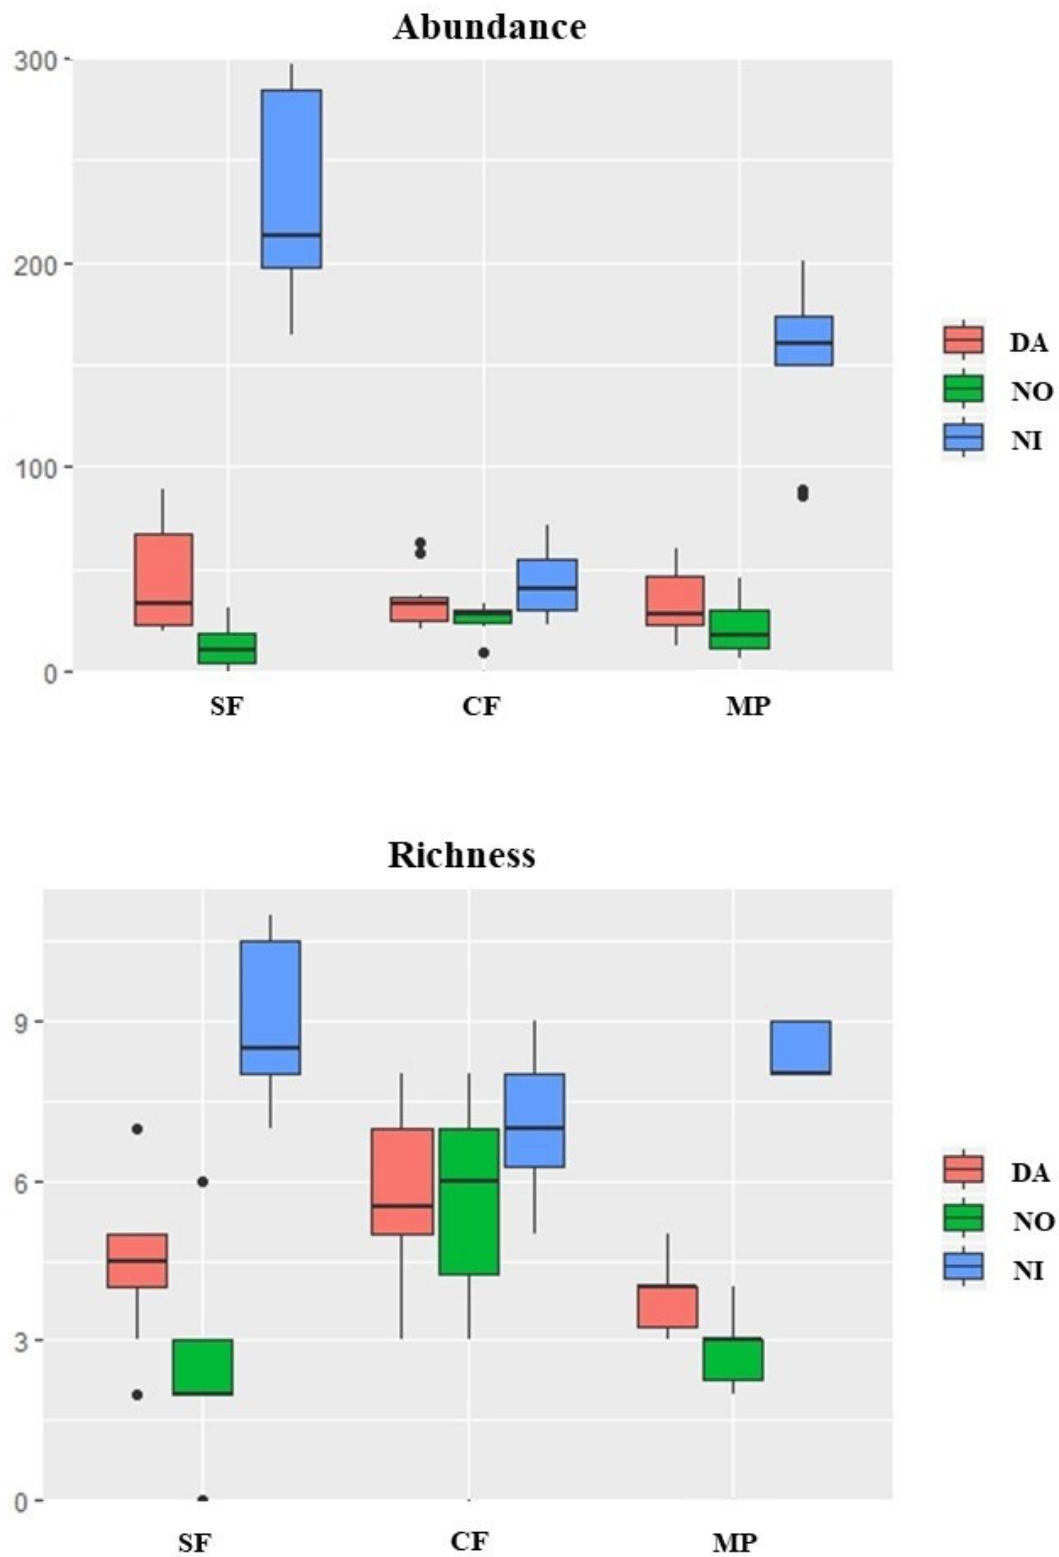 Abundance
300
200
100
0
SF CF MP
DA
NO
NI
Richness
9
6
3
0
SF CF MP
DA
NO
NI